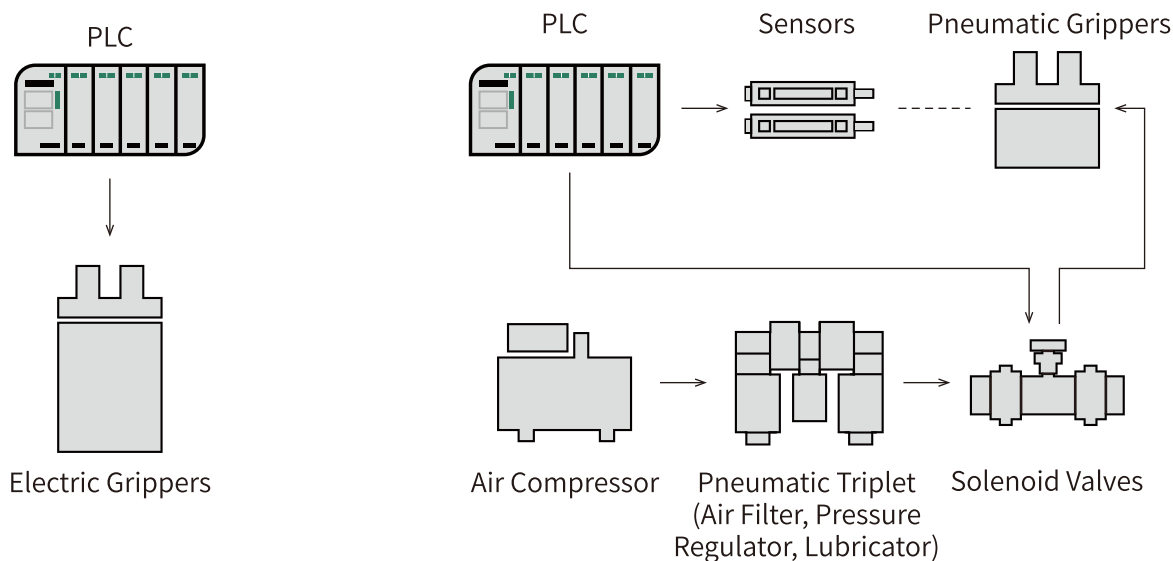 PLC
Electric Grippers
PLC
Sensors
Pneumatic Grippers
Air Compressor
Pneumatic Triplet
(Air Filter, Pressure
Regulator, Lubricator)
Solenoid Valves